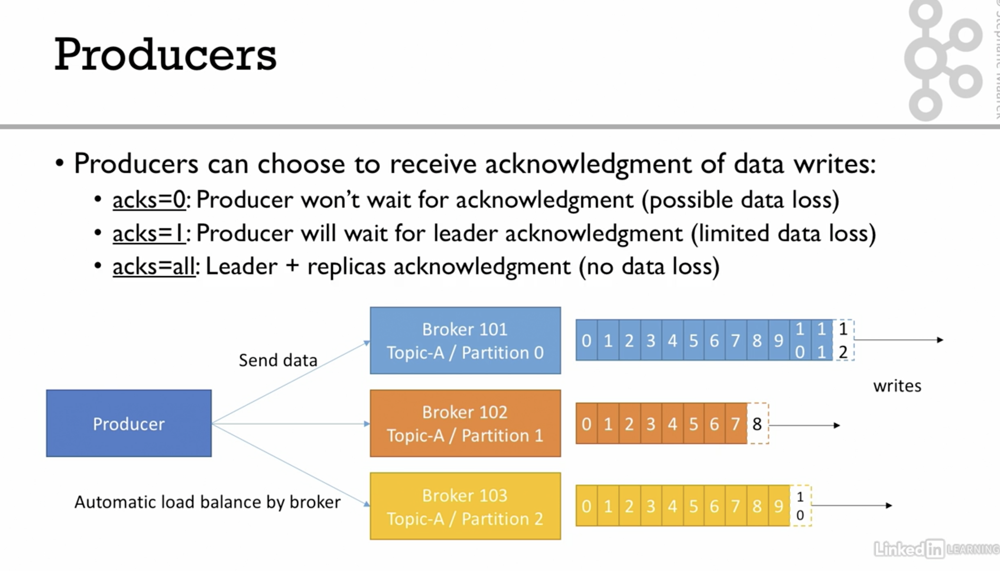 Producers
© Stephane Maarek
• Producers can choose to receive acknowledgment of data writes:
• acks=0: Producer won’t wait for acknowledgment (possible data loss)
• acks=1: Producer will wait for leader acknowledgment (limited data loss)
• acks=all: Leader + replicas acknowledgment (no data loss)
Broker 101
Topic-A / Partition 0
0 1 2 3 4 5 6 7 8 9 10 11 12
Send data
writes
Producer
Broker 102
Topic-A / Partition 1
0 1 2 3 4 5 6 7 8
Automatic load balance by broker
Broker 103
Topic-A / Partition 2
0 1 2 3 4 5 6 7 8 9 10
LinkedIn LEARNING